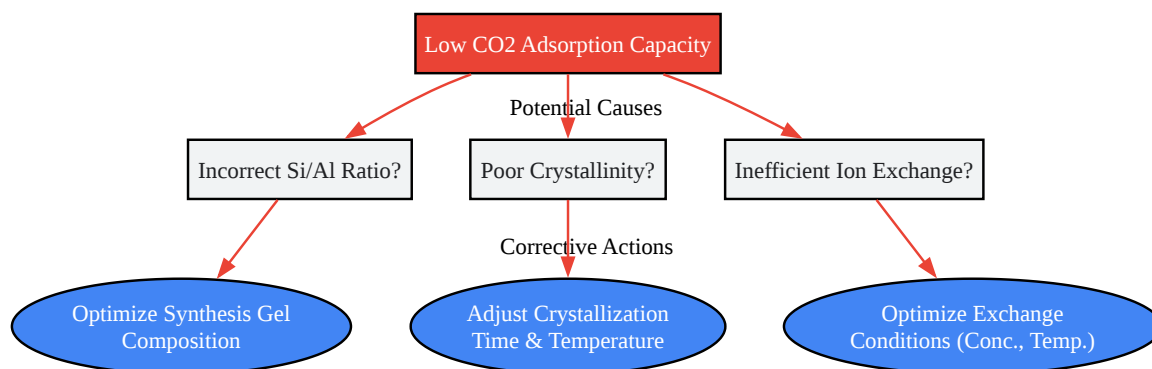 Low CO2 Adsorption Capacity
Potential Causes
Incorrect Si/Al Ratio?
Poor Crystallinity?
Inefficient Ion Exchange?
Corrective Actions
Optimize Synthesis Gel
Composition
Adjust Crystallization
Time & Temperature
Optimize Exchange
Conditions (Conc., Temp.)